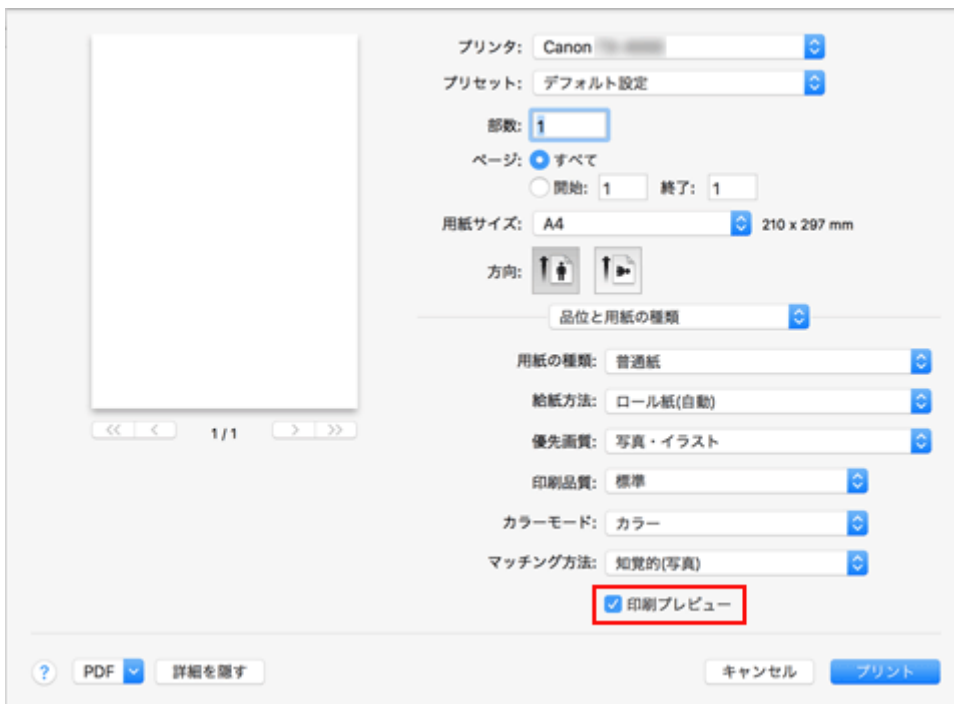 プリンタ: Canon
プリセット: デフォルト設定
部数: 1
ページ: すべて
開始: 1 終了: 1
用紙サイズ: A4 210 x 297 mm
方向:
品位と用紙の種類
用紙の種類: 普通紙
給紙方法: ロール紙(自動)
優先画質: 写真・イラスト
印刷品質: 標準
カラーモード: カラー
マッチング方法: 知覚的(写真)
印刷プレビュー
1 / 1
? PDF 詳細を隠す キャンセル プリント